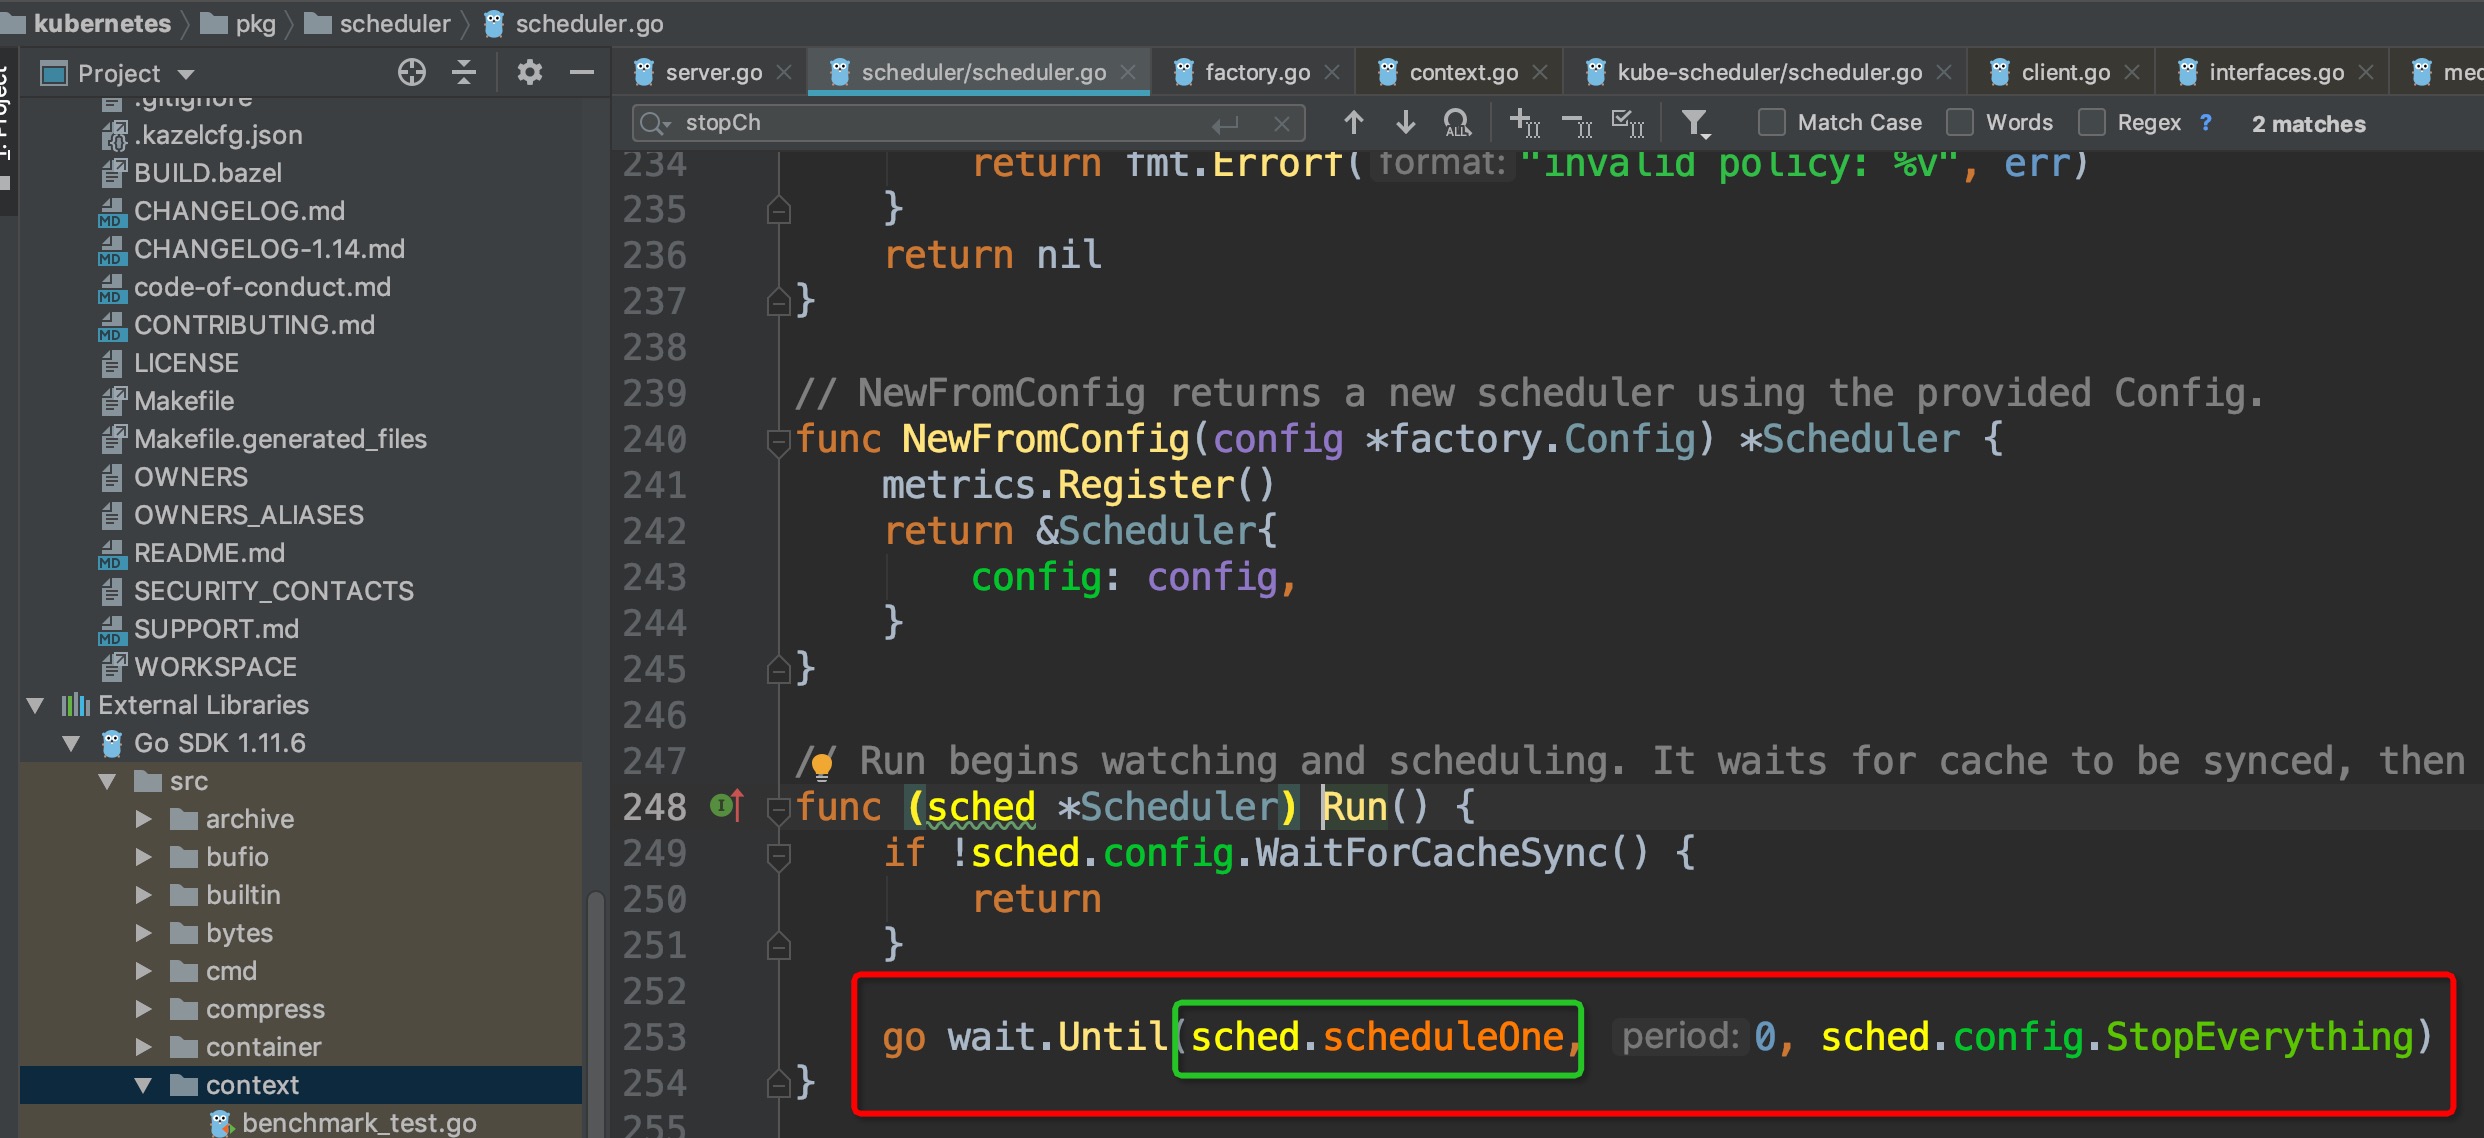 kubernetes pkg scheduler scheduler.go
Project
server.go scheduler/scheduler.go factory.go context.go kube-scheduler/scheduler.go client.go interfaces.go
stopCh Match Case Words Regex ? 2 matches
.gitignore
.kazelcfg.json
BUILD.bazel
MD CHANGELOG.md
MD CHANGELOG-1.14.md
MD code-of-conduct.md
MD CONTRIBUTING.md
LICENSE
Makefile
Makefile.generated_files
OWNERS
OWNERS_ALIASES
MD README.md
SECURITY_CONTACTS
MD SUPPORT.md
WORKSPACE
External Libraries
Go SDK 1.11.6
src
archive
bufio
builtin
bytes
cmd
compress
container
context
benchmark_test.go
234 return fmt.Errorf( format: "invalid policy: %v", err)
235 }
236 return nil
237 }
238
239 // NewFromConfig returns a new scheduler using the provided Config.
240 func NewFromConfig(config *factory.Config) *Scheduler {
241 metrics.Register()
242 return &Scheduler{
243 config: config,
244 }
245 }
246
247 // Run begins watching and scheduling. It waits for cache to be synced, then
248 func (sched *Scheduler) Run() {
249 if !sched.config.WaitForCacheSync() {
250 return
251 }
252
253 go wait.Until(sched.scheduleOne, period: 0, sched.config.StopEverything)
254 }
255